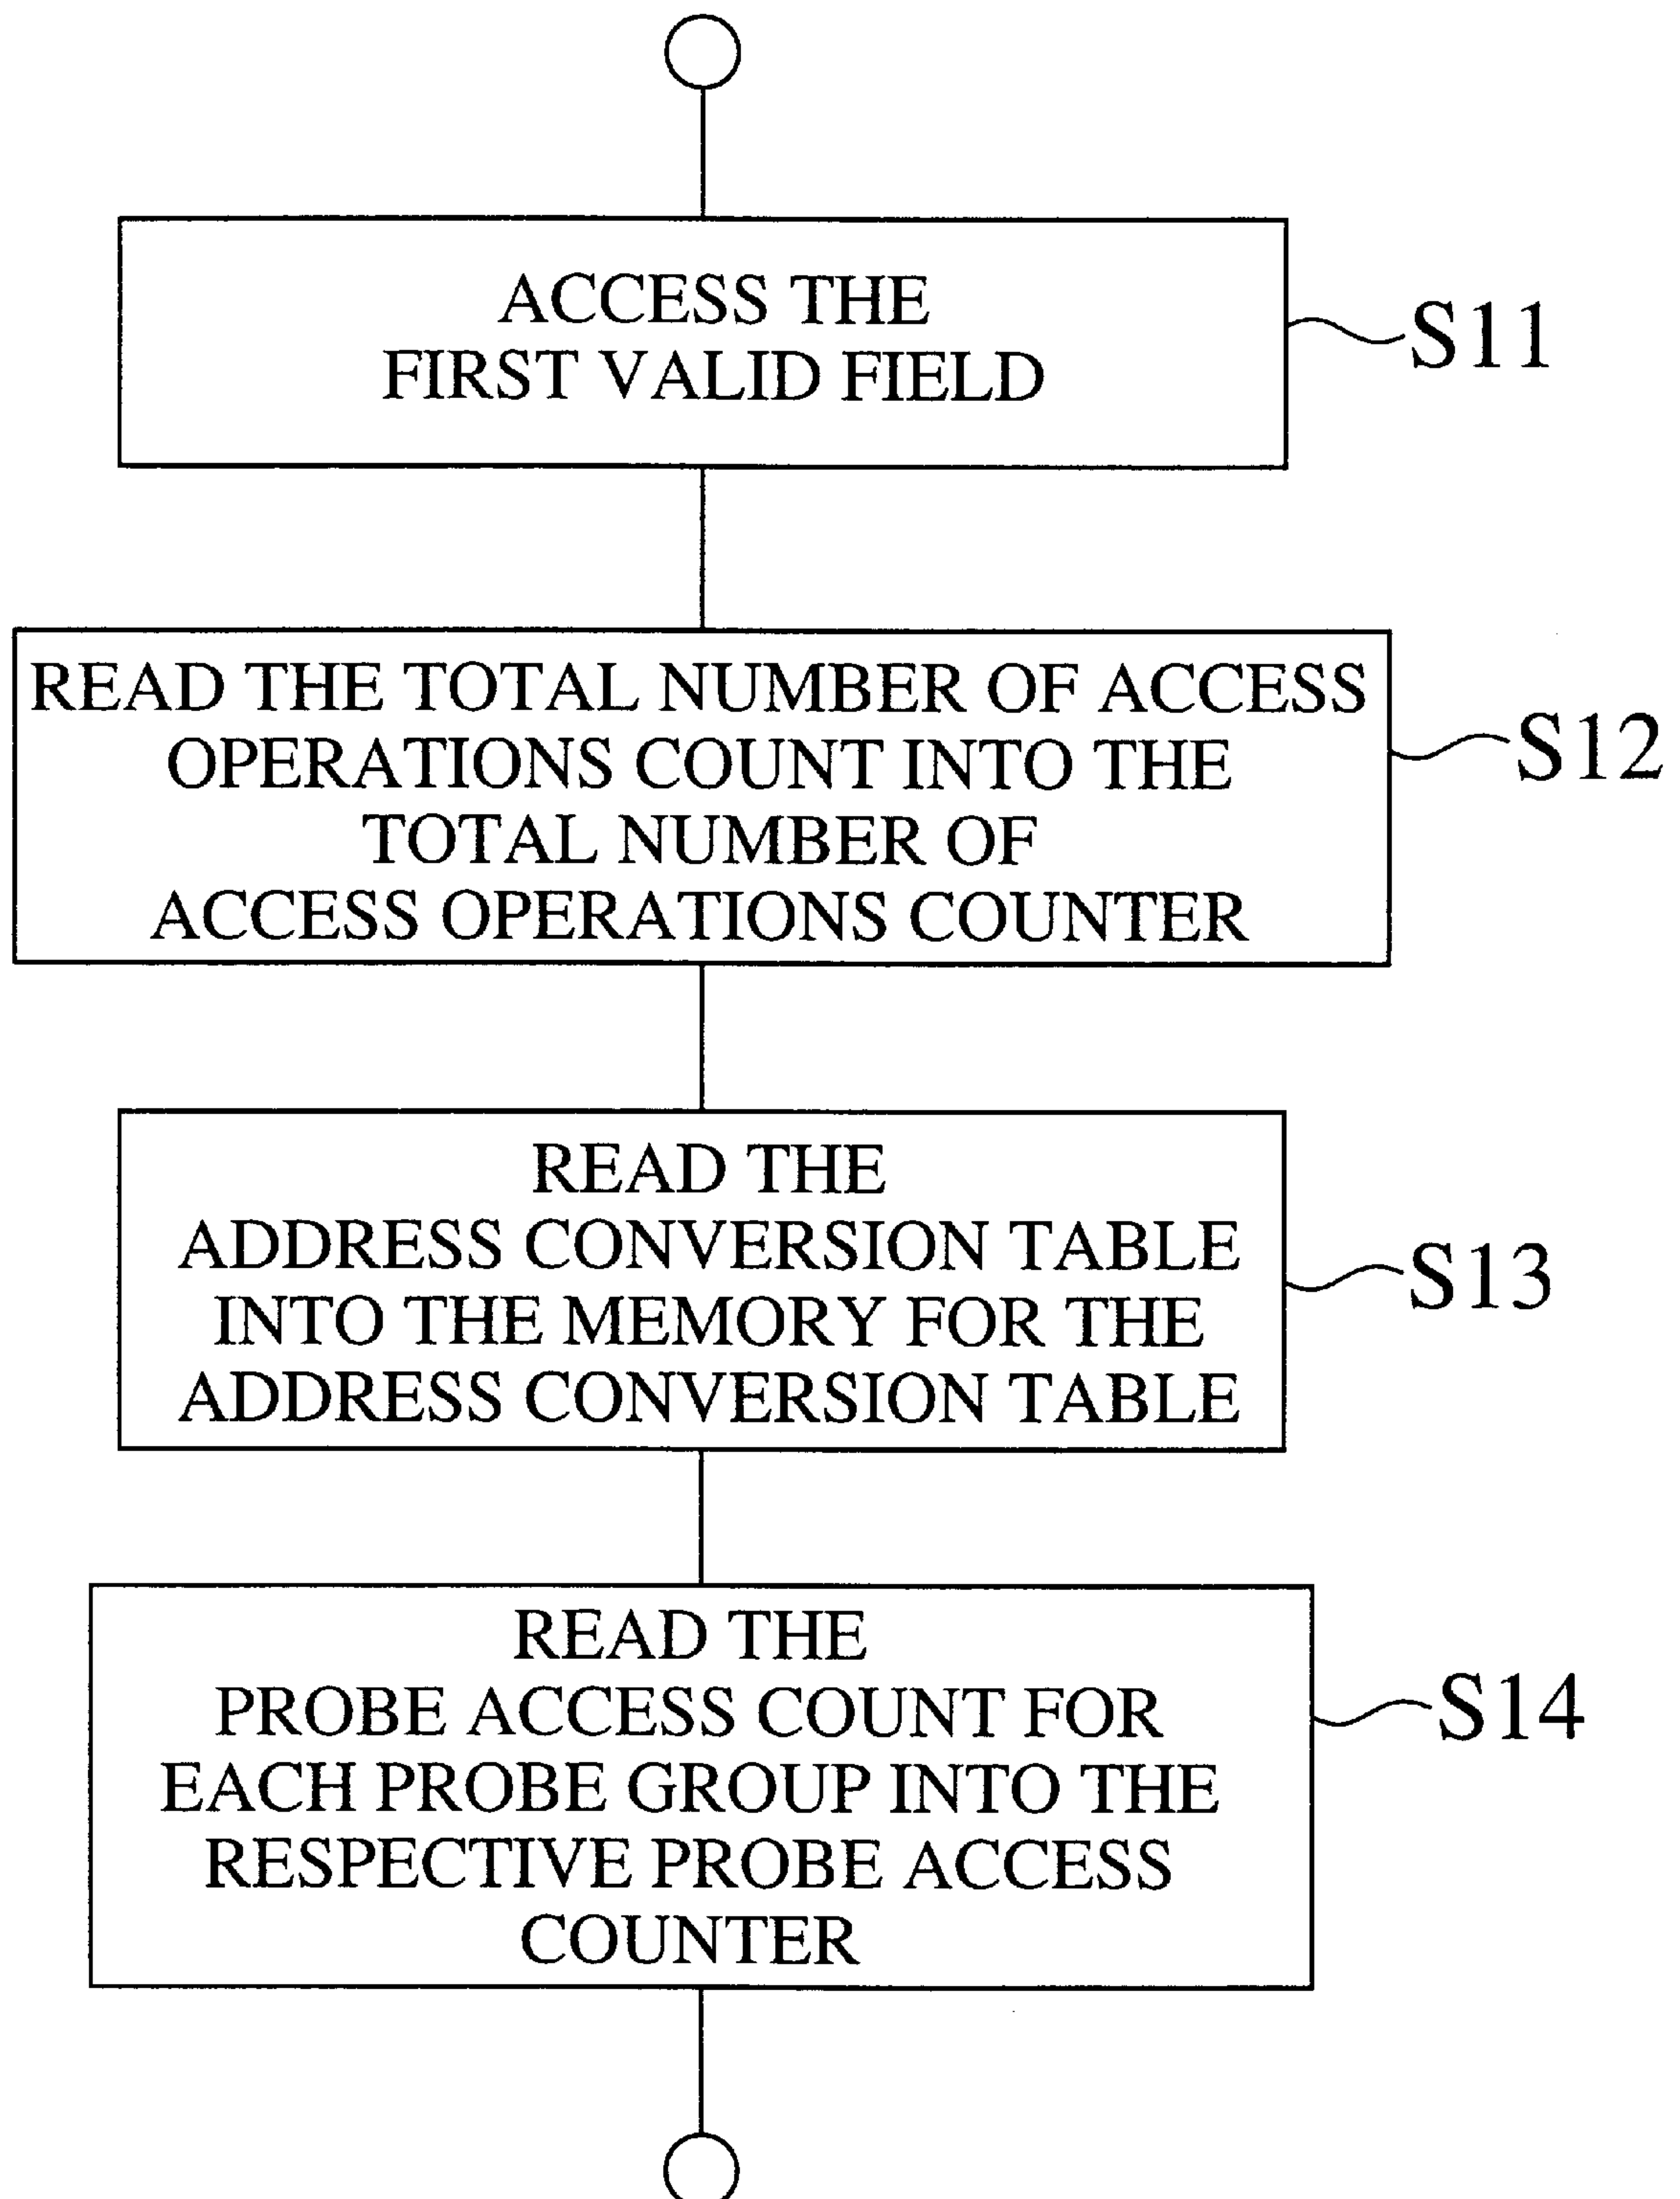 ACCESS THE
FIRST VALID FIELD
S11
READ THE TOTAL NUMBER OF ACCESS
OPERATIONS COUNT INTO THE
TOTAL NUMBER OF
ACCESS OPERATIONS COUNTER
S12
READ THE
ADDRESS CONVERSION TABLE
INTO THE MEMORY FOR THE
ADDRESS CONVERSION TABLE
S13
READ THE
PROBE ACCESS COUNT FOR
EACH PROBE GROUP INTO THE
RESPECTIVE PROBE ACCESS
COUNTER
S14